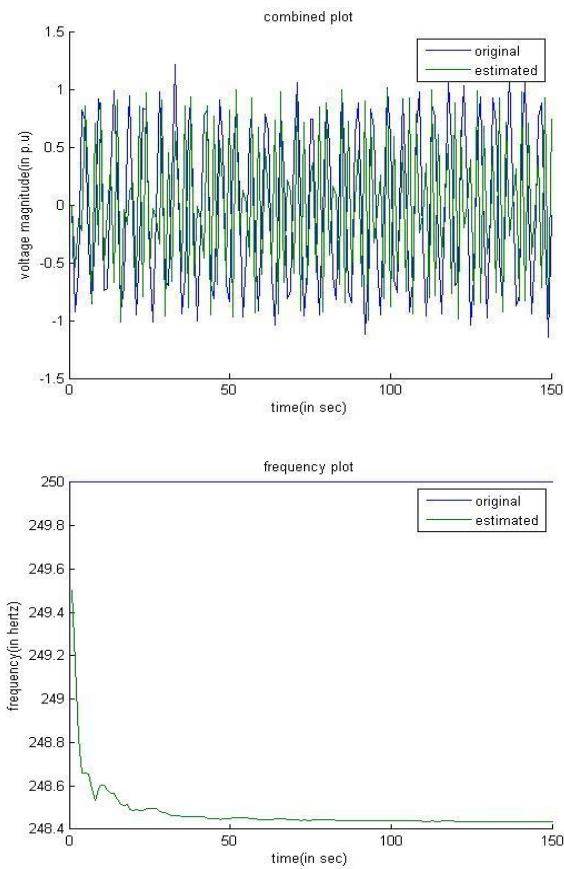 combined plot
1.5
1
0.5
0
-0.5
-1
-1.5
voltage magnitude(in p.u)
original
estimated
0
50
100
150
time(in sec)
frequency plot
250
249.8
249.6
249.4
249.2
249
248.8
248.6
248.4
frequency(in hertz)
original
estimated
0
50
100
150
time(in sec)